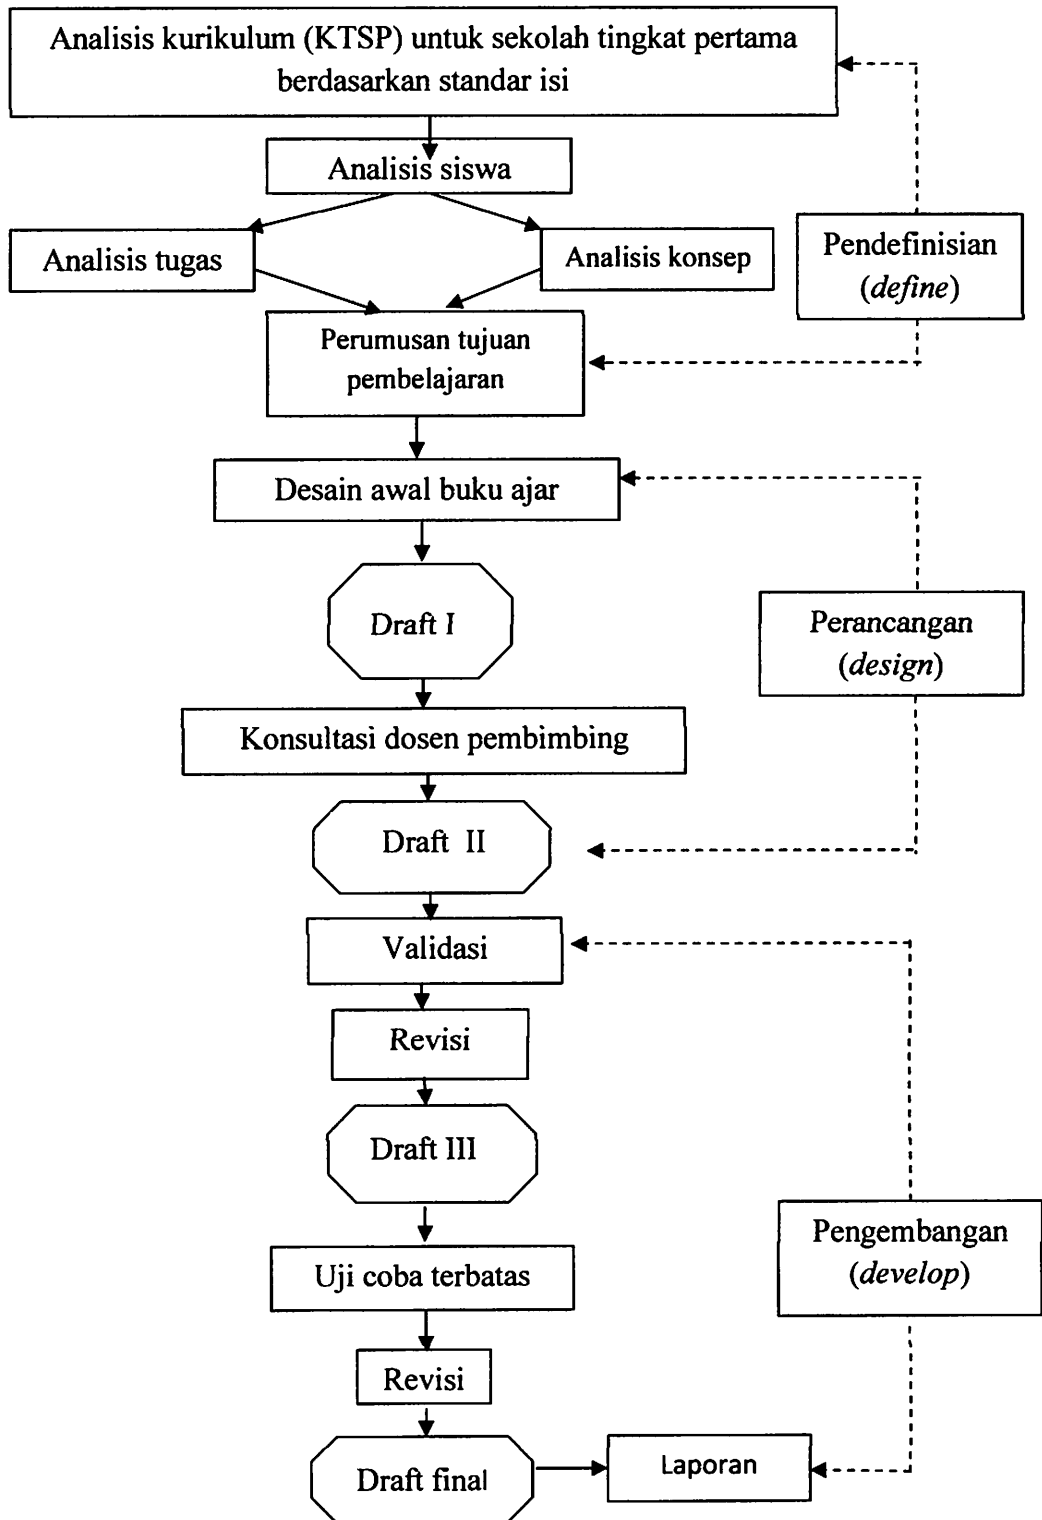 Analisis kurikulum (KTSP) untuk sekolah tingkat pertama
berdasarkan standar isi
Analisis siswa
Analisis tugas
Analisis konsep
Pendefinisian
(define)
Perumusan tujuan
pembelajaran
Desain awal buku ajar
Draft I
Perancangan
(design)
Konsultasi dosen pembimbing
Draft II
Validasi
Revisi
Draft III
Pengembangan
(develop)
Uji coba terbatas
Revisi
Draft final
Laporan